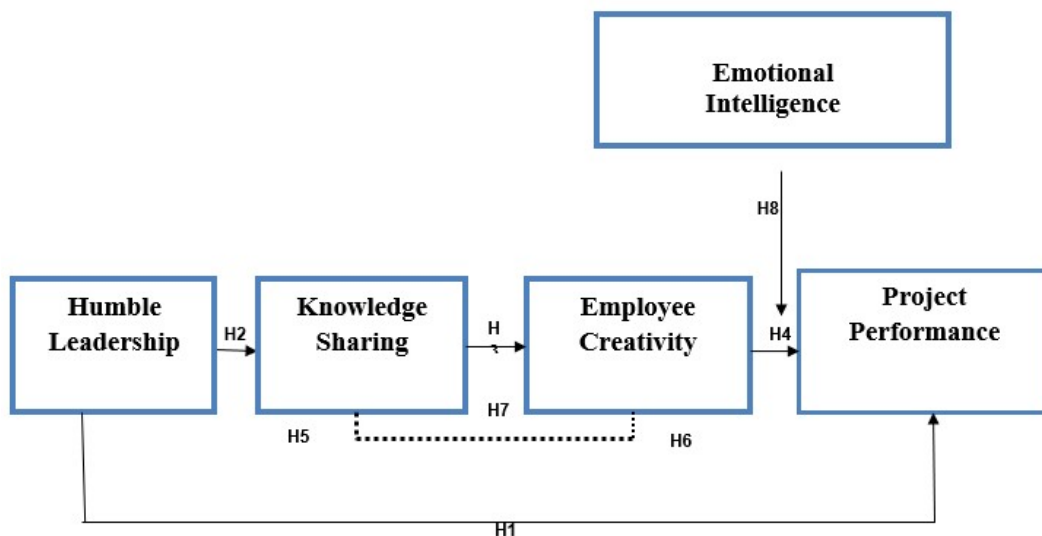 Emotional
Intelligence
H8
Humble
Leadership
H2
Knowledge
Sharing
H
Employee
Creativity
H4
Project
Performance
H7
H5
H6
H1